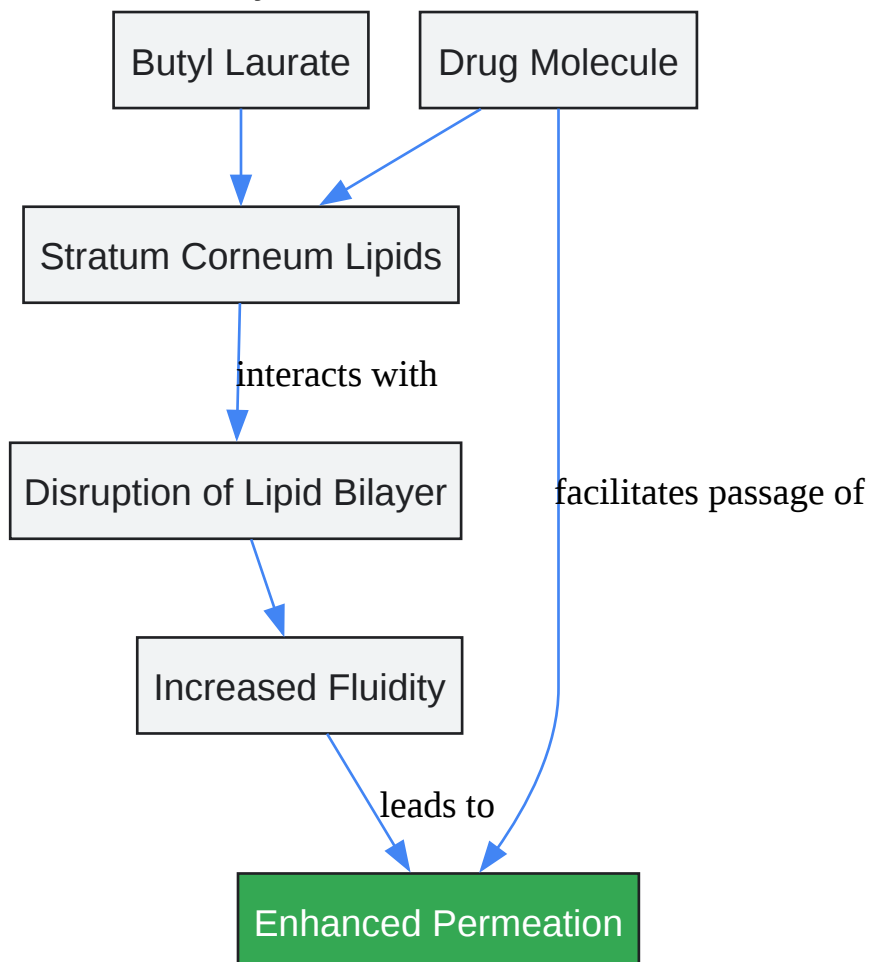 Butyl Laurate
Drug Molecule
Stratum Corneum Lipids
interacts with
Disruption of Lipid Bilayer
facilitates passage of
Increased Fluidity
leads to
Enhanced Permeation